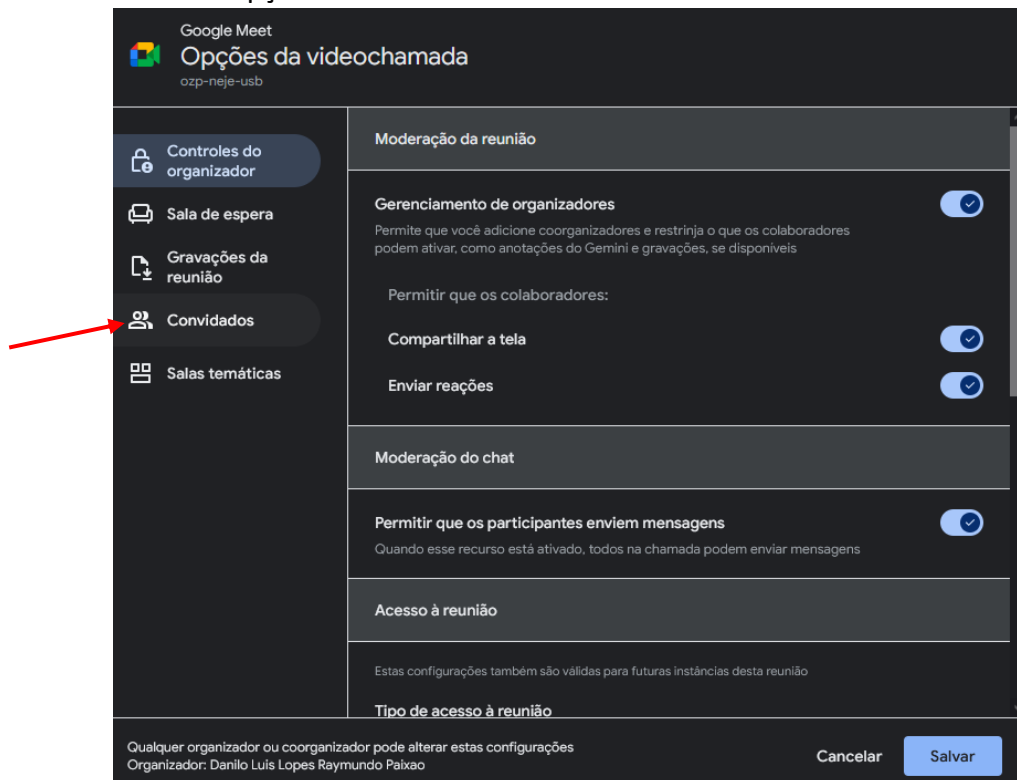 Google Meet
Opções da videochamada
ozp-neje-usb
Controles do
organizador
Sala de espera
Gravações da
reunião
Convidados
Salas temáticas
Moderação da reunião
Gerenciamento de organizadores
Permite que você adicione coorganizadores e restrinja o que os colaboradores
podem ativar, como anotações do Gemini e gravações, se disponíveis
Permitir que os colaboradores:
Compartilhar a tela
Enviar reações
Moderação do chat
Permitir que os participantes enviem mensagens
Quando esse recurso está ativado, todos na chamada podem enviar mensagens
Acesso à reunião
Estas configurações também são válidas para futuras instâncias desta reunião
Tipo de acesso à reunião
Qualquer organizador ou coorganizador pode alterar estas configurações
Organizador: Danilo Luis Lopes Raymundo Paixao
Cancelar
Salvar